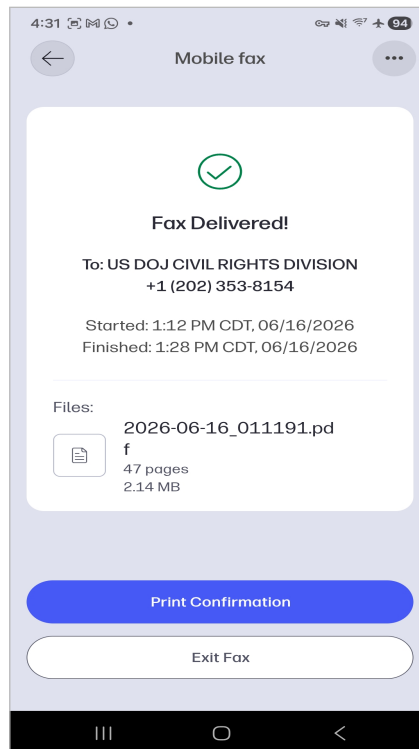 4:31
94
Mobile fax
Fax Delivered!
To: US DOJ CIVIL RIGHTS DIVISION
+1 (202) 353-8154
Started: 1:12 PM CDT, 06/16/2026
Finished: 1:28 PM CDT, 06/16/2026
Files:
2026-06-16_011191.pd
f
47 pages
2.14 MB
Print Confirmation
Exit Fax